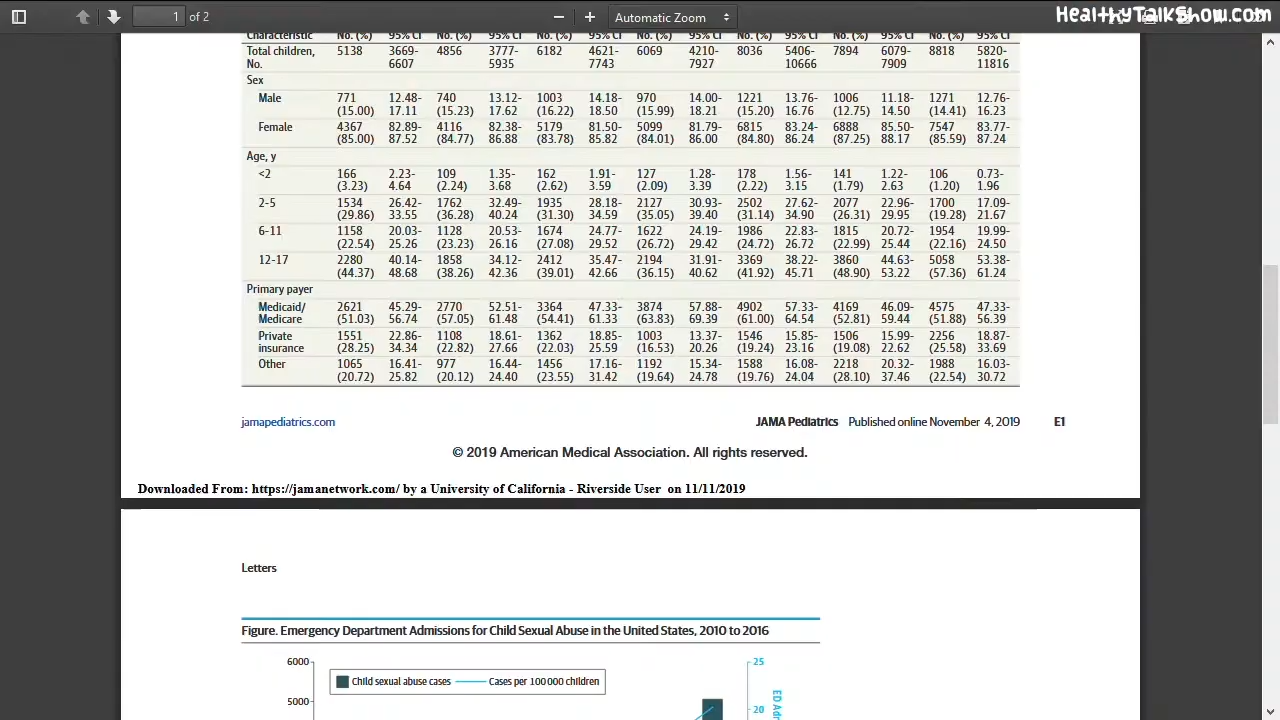 1 of 2 Automatic Zoom HealthyTalkShow.com
Characteristic No. (%) 95% CI No. (%) 95% CI No. (%) 95% CI No. (%) 95% CI No. (%) 95% CI No. (%) 95% CI No. (%) 95% CI
Total children, 5138 3669- 4856 3777- 6182 4621- 6069 4210- 8036 5406- 7894 6079- 8818 5820-
No. 6607 5935 7743 7927 10666 7909 11816
Sex
Male 771 12.48- 740 13.12- 1003 14.18- 970 14.00- 1221 13.76- 1006 11.18- 1271 12.76-
(15.00) 17.11 (15.23) 17.62 (16.22) 18.50 (15.99) 18.21 (15.20) 16.76 (12.75) 14.50 (14.41) 16.23
Female 4367 82.89- 4116 82.38- 5179 81.50- 5099 81.79- 6815 83.24- 6888 85.50- 7547 83.77-
(85.00) 87.52 (84.77) 86.88 (83.78) 85.82 (84.01) 86.00 (84.80) 86.24 (87.25) 88.17 (85.59) 87.24
Age, y
<2 166 2.23- 109 1.35- 162 1.91- 127 1.28- 178 1.56- 141 1.22- 106 0.73-
(3.23) 4.64 (2.24) 3.68 (2.62) 3.59 (2.09) 3.39 (2.22) 3.15 (1.79) 2.63 (1.20) 1.96
2-5 1534 26.42- 1762 32.49- 1935 28.18- 2127 30.93- 2502 27.62- 2077 22.96- 1700 17.09-
(29.86) 33.55 (36.28) 40.24 (31.30) 34.59 (35.05) 39.40 (31.14) 34.90 (26.31) 29.95 (19.28) 21.67
6-11 1158 20.03- 1128 20.53- 1674 24.77- 1622 24.19- 1986 22.83- 1815 20.72- 1954 19.99-
(22.54) 25.26 (23.23) 26.16 (27.08) 29.52 (26.72) 29.42 (24.72) 26.72 (22.99) 25.44 (22.16) 24.50
12-17 2280 40.14- 1858 34.12- 2412 35.47- 2194 31.91- 3369 38.22- 3860 44.63- 5058 53.38-
(44.37) 48.68 (38.26) 42.36 (39.01) 42.66 (36.15) 40.62 (41.92) 45.71 (48.90) 53.22 (57.36) 61.24
Primary payer
Medicaid/ 2621 45.29- 2770 52.51- 3364 47.33- 3874 57.88- 4902 57.33- 4169 46.09- 4575 47.33-
Medicare (51.03) 56.74 (57.05) 61.48 (54.41) 61.33 (63.83) 69.39 (61.00) 64.54 (52.81) 59.44 (51.88) 56.39
Private 1551 22.86- 1108 18.61- 1362 18.85- 1003 13.37- 1546 15.85- 1506 15.99- 2256 18.87-
insurance (28.25) 34.34 (22.82) 27.66 (22.03) 25.59 (16.53) 20.26 (19.24) 23.16 (19.08) 22.62 (25.58) 33.69
Other 1065 16.41- 977 16.44- 1456 17.16- 1192 15.34- 1588 16.08- 2218 20.32- 1988 16.03-
(20.72) 25.82 (20.12) 24.40 (23.55) 31.42 (19.64) 24.78 (19.76) 24.04 (28.10) 37.46 (22.54) 30.72
jamapediatrics.com JAMA Pediatrics Published online November 4, 2019 E1
© 2019 American Medical Association. All rights reserved.
Downloaded From: https://jamanetwork.com/ by a University of California - Riverside User on 11/11/2019
Letters
Figure. Emergency Department Admissions for Child Sexual Abuse in the United States, 2010 to 2016
6000 25
Child sexual abuse cases Cases per 100 000 children
5000 20
ED